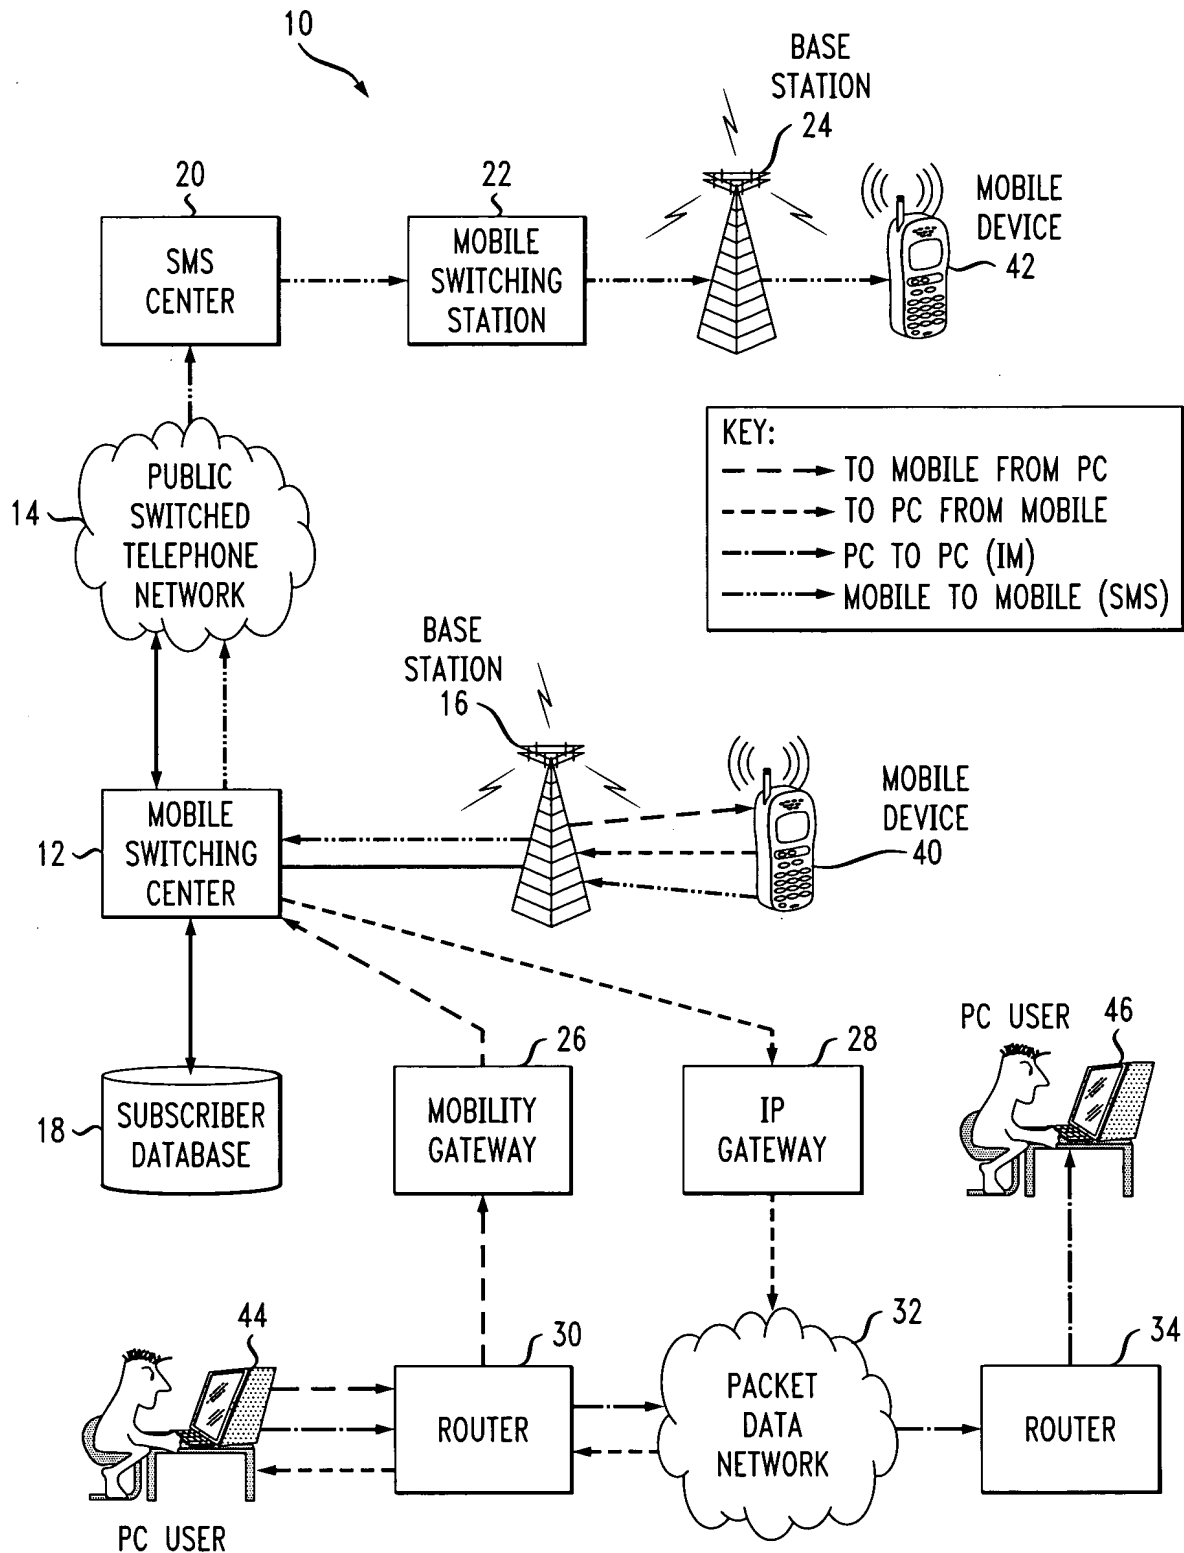 10
BASE
STATION
24
20
22
SMS
CENTER
MOBILE
SWITCHING
STATION
MOBILE
DEVICE
42
KEY:
TO MOBILE FROM PC
TO PC FROM MOBILE
PC TO PC (IM)
MOBILE TO MOBILE (SMS)
14
PUBLIC
SWITCHED
TELEPHONE
NETWORK
BASE
STATION
16
12
MOBILE
SWITCHING
CENTER
MOBILE
DEVICE
40
18
SUBSCRIBER
DATABASE
26
MOBILITY
GATEWAY
28
IP
GATEWAY
PC USER
46
44
PC USER
30
ROUTER
32
PACKET
DATA
NETWORK
34
ROUTER